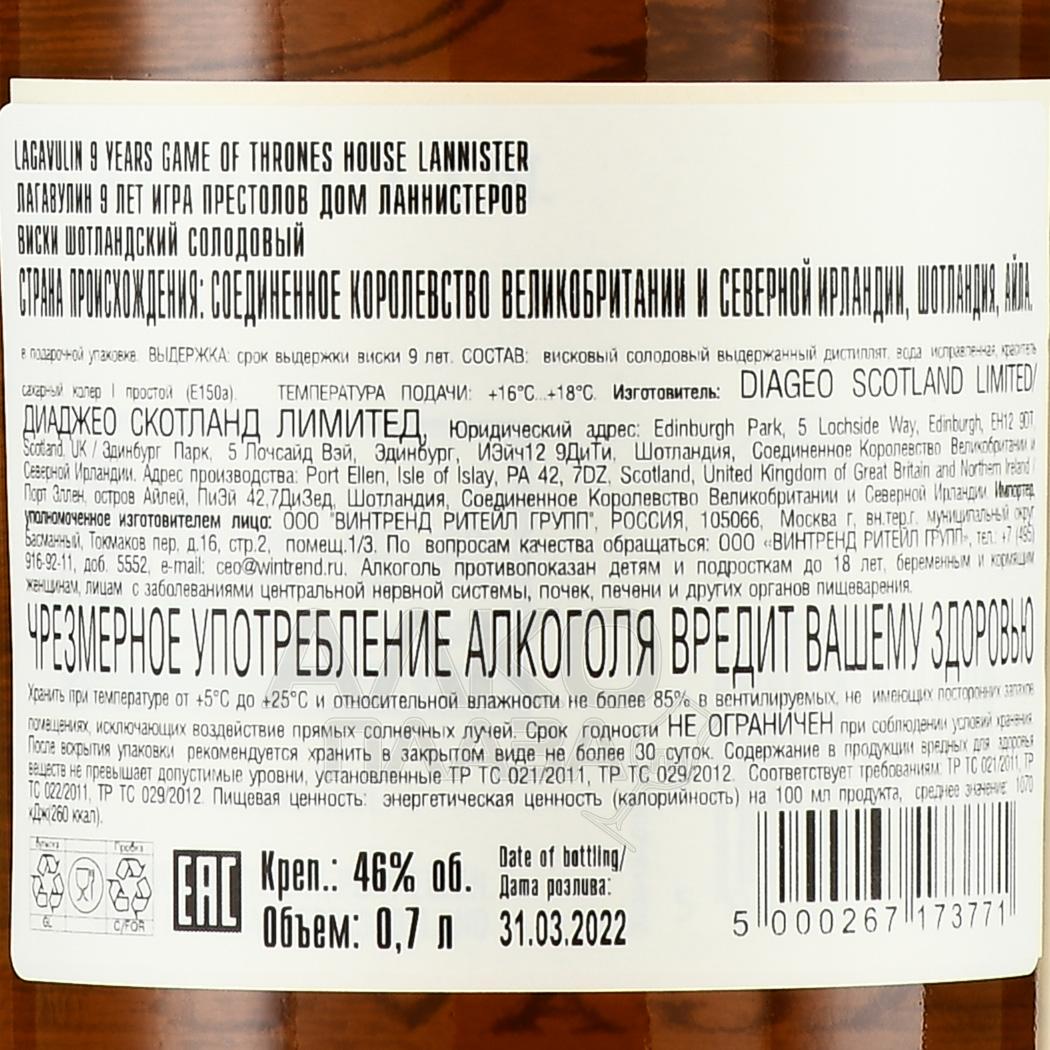 LAGAVULIN 9 YEARS GAME OF THRONES HOUSE LANNISTER
ЛАГАВУЛИН 9 ЛЕТ ИГРА ПРЕСТОЛОВ ДОМ ЛАННИСТЕРОВ
ВИСКИ ШОТЛАНДСКИЙ СОЛОДОВЫЙ
СТРАНА ПРОИСХОЖДЕНИЯ: СОЕДИНЕННОЕ КОРОЛЕВСТВО ВЕЛИКОБРИТАНИИ И СЕВЕРНОЙ ИРЛАНДИИ, ШОТЛАНДИЯ, АЙЛА.
в подарочной упаковке. ВЫДЕРЖКА: срок выдержки виски 9 лет. СОСТАВ: висковый солодовый выдержанный дистиллят, вода исправленная, краситель
сахарный колер I простой (Е150а). ТЕМПЕРАТУРА ПОДАЧИ: +16°С...+18°С. Изготовитель: DIAGEO SCOTLAND LIMITED/
ДИАДЖЕО СКОТЛАНД ЛИМИТЕД, Юридический адрес: Edinburgh Park, 5 Lochside Way, Edinburgh, EH12 9DT,
Scotland, UK / Эдинбург Парк, 5 Лочсайд Вэй, Эдинбург, ИЭйч12 9ДиТи, Шотландия, Соединенное Королевство Великобритании и
Северной Ирландии. Адрес производства: Port Ellen, Isle of Islay, PA 42, 7DZ, Scotland, United Kingdom of Great Britain and Northern Ireland /
Порт Эллен, остров Айлей, ПиЭй 42,7ДиЗед, Шотландия, Соединенное Королевство Великобритании и Северной Ирландии. Импортер,
уполномоченное изготовителем лицо: ООО "ВИНТРЕНД РИТЕЙЛ ГРУПП", РОССИЯ, 105066, Москва г, вн.тер.г. муниципальный округ
Басманный, Токмаков пер, д.16, стр.2, помещ.1/3. По вопросам качества обращаться: ООО «ВИНТРЕНД РИТЕЙЛ ГРУПП», тел.: +7 (495)
916-92-11, доб. 5552, e-mail: ceo@wintrend.ru. Алкоголь противопоказан детям и подросткам до 18 лет, беременным и кормящим
женщинам, лицам с заболеваниями центральной нервной системы, почек, печени и других органов пищеварения.
ЧРЕЗМЕРНОЕ УПОТРЕБЛЕНИЕ АЛКОГОЛЯ ВРЕДИТ ВАШЕМУ ЗДОРОВЬЮ
Хранить при температуре от +5°С до +25°С и относительной влажности не более 85% в вентилируемых, не имеющих посторонних запахов
помещениях, исключающих воздействие прямых солнечных лучей. Срок годности НЕ ОГРАНИЧЕН при соблюдении условий хранения.
После вскрытия упаковки рекомендуется хранить в закрытом виде не более 30 суток. Содержание в продукции вредных для здоровья
веществ не превышает допустимые уровни, установленные ТР ТС 021/2011, ТР ТС 029/2012. Соответствует требованиям: ТР ТС 021/2011, ТР
ТС 022/2011, ТР ТС 029/2012. Пищевая ценность: энергетическая ценность (калорийность) на 100 мл продукта, среднее значение: 1070
кДж(260 ккал).
Бутылка Пробка
GL C/FOR
EAC
Креп.: 46% об.
Объем: 0,7 л
Date of bottling/
Дата розлива:
31.03.2022
5 000267 173771